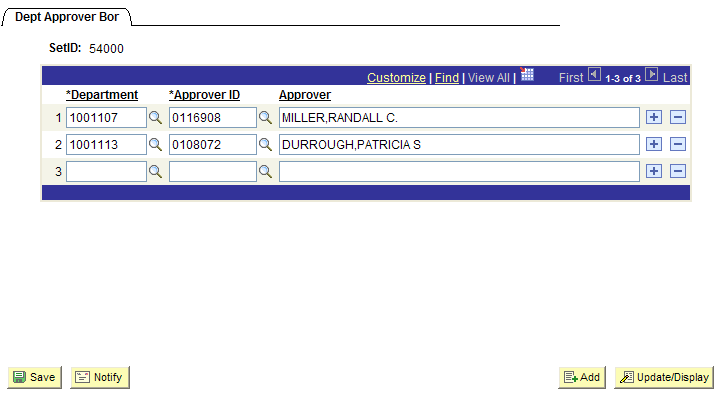 Dept Approver Bor
SetID: 54000
Customize | Find | View All | First 1-3 of 3 Last
*Department *Approver ID Approver
1 1001107 0116908 MILLER,RANDALL C.
2 1001113 0108072 DURROUGH,PATRICIA S
3
Save Notify Add Update/Display